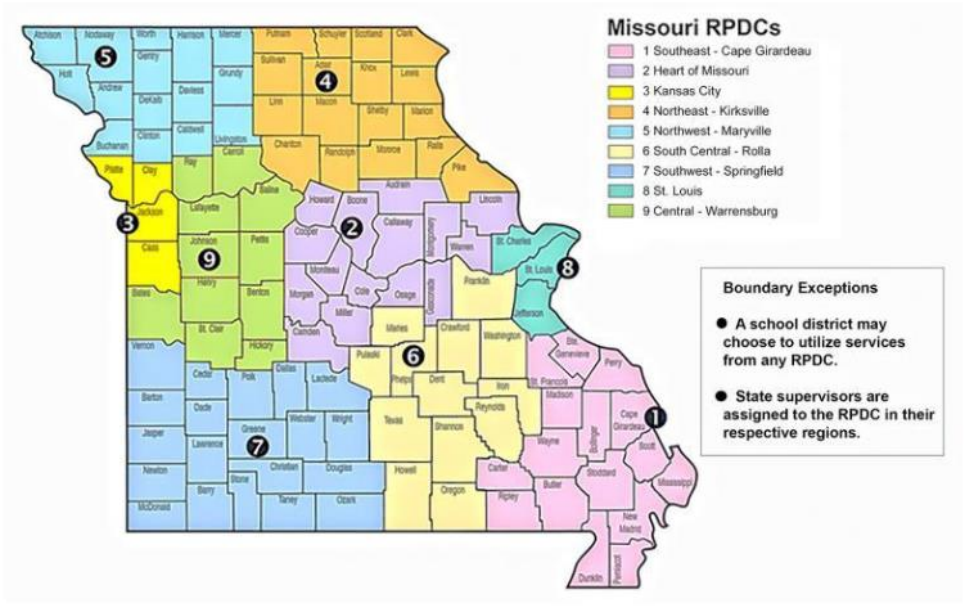 Missouri RPDCs
1 Southeast - Cape Girardeau
2 Heart of Missouri
3 Kansas City
4 Northeast - Kirksville
5 Northwest - Maryville
6 South Central - Rolla
7 Southwest - Springfield
8 St. Louis
9 Central - Warrensburg
Boundary Exceptions
● A school district may
choose to utilize services
from any RPDC.
● State supervisors are
assigned to the RPDC in their
respective regions.
Atchison Nodaway Worth Harrison Mercer Putnam Schuyler Scotland Clark
5
Gentry Sullivan Adair Knox
Holt Grundy 4 Lewis
Andrew DeKalb Daviess Linn Macon Shelby Marion
Buchanan Clinton Caldwell Livingston
Chariton Randolph Monroe Ralls
Platte Clay Ray Carroll Pike
Saline Audrain
3 Jackson Lafayette Howard Boone Lincoln
2 Callaway Montgomery
Cass Johnson Pettis Cooper Warren St. Charles
9 Moniteau St. Louis 8
Bates Henry Benton Morgan Cole Osage Gasconade Franklin
Miller Jefferson
St. Clair Camden Maries Crawford Washington
Vernon Hickory 6 Ste.
Genevieve
Cedar Polk Dallas Laclede Pulaski Phelps Dent Iron St. Francois Perry
Barton Dade Reynolds Madison Cape
Girardeau
1
Jasper Greene Webster Wright Texas Shannon Wayne Bollinger Scott
Lawrence 7
Newton Christian Douglas Howell Carter Stoddard Mississippi
Barry Stone Butler
McDonald Taney Ozark Oregon Ripley New
Madrid
Dunklin Pemiscot